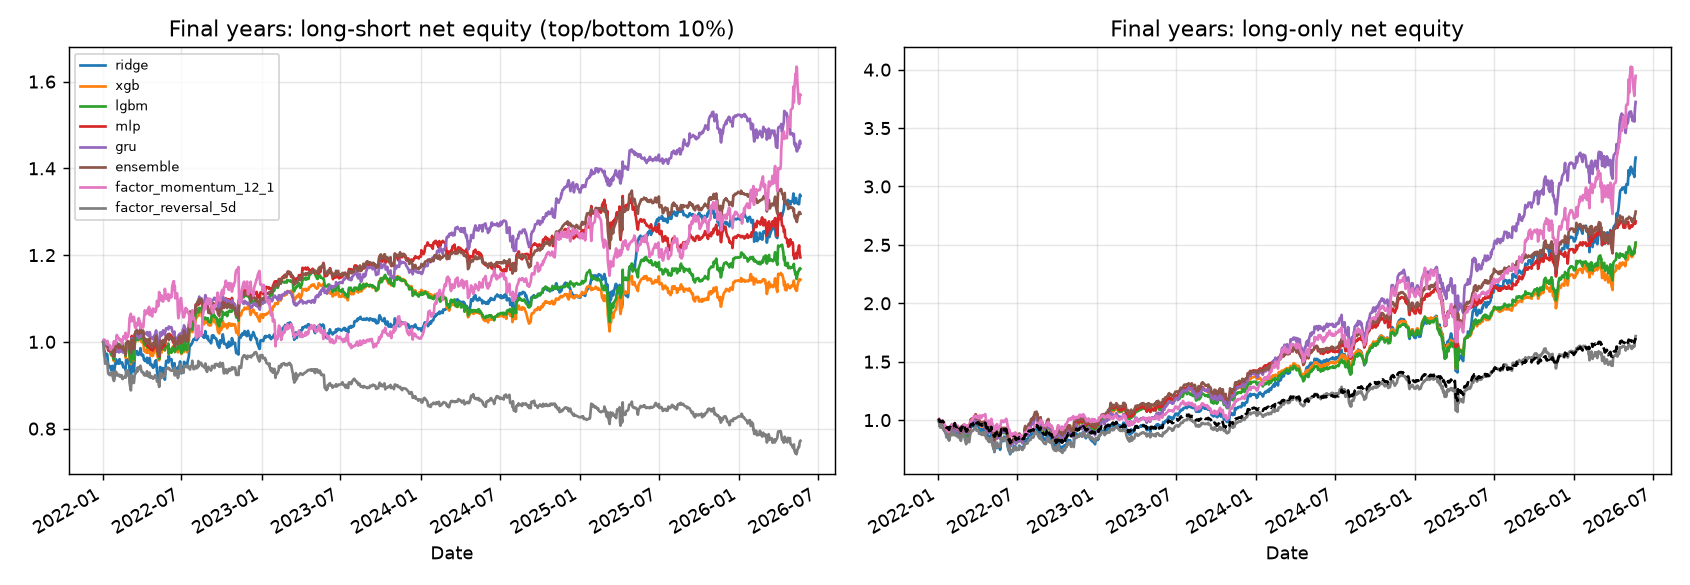 Final years: long-short net equity (top/bottom 10%)
ridge
xgb
lgbm
mlp
gru
ensemble
factor_momentum_12_1
factor_reversal_5d
1.6
1.4
1.2
1.0
0.8
2022-01
2022-07
2023-01
2023-07
2024-01
2024-07
2025-01
2025-07
2026-01
2026-07
Date
Final years: long-only net equity
4.0
3.5
3.0
2.5
2.0
1.5
1.0
2022-01
2022-07
2023-01
2023-07
2024-01
2024-07
2025-01
2025-07
2026-01
2026-07
Date